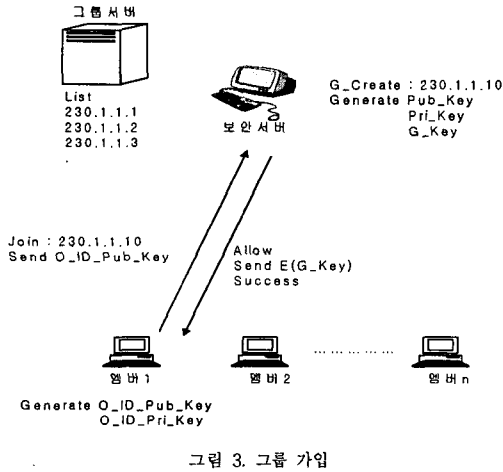 그룹서버
List
230.1.1.1
230.1.1.2
230.1.1.3
보안서버
G_Create : 230.1.1.10
Generate Pub_Key
Pri_Key
G_Key
Join : 230.1.1.10
Send O_ID_Pub_Key
Allow
Send E(G_Key)
Success
멤버1
멤버2
··· ··· ··· ··· ···
멤버n
Generate O_ID_Pub_Key
O_ID_Pri_Key
그림 3. 그룹 가입